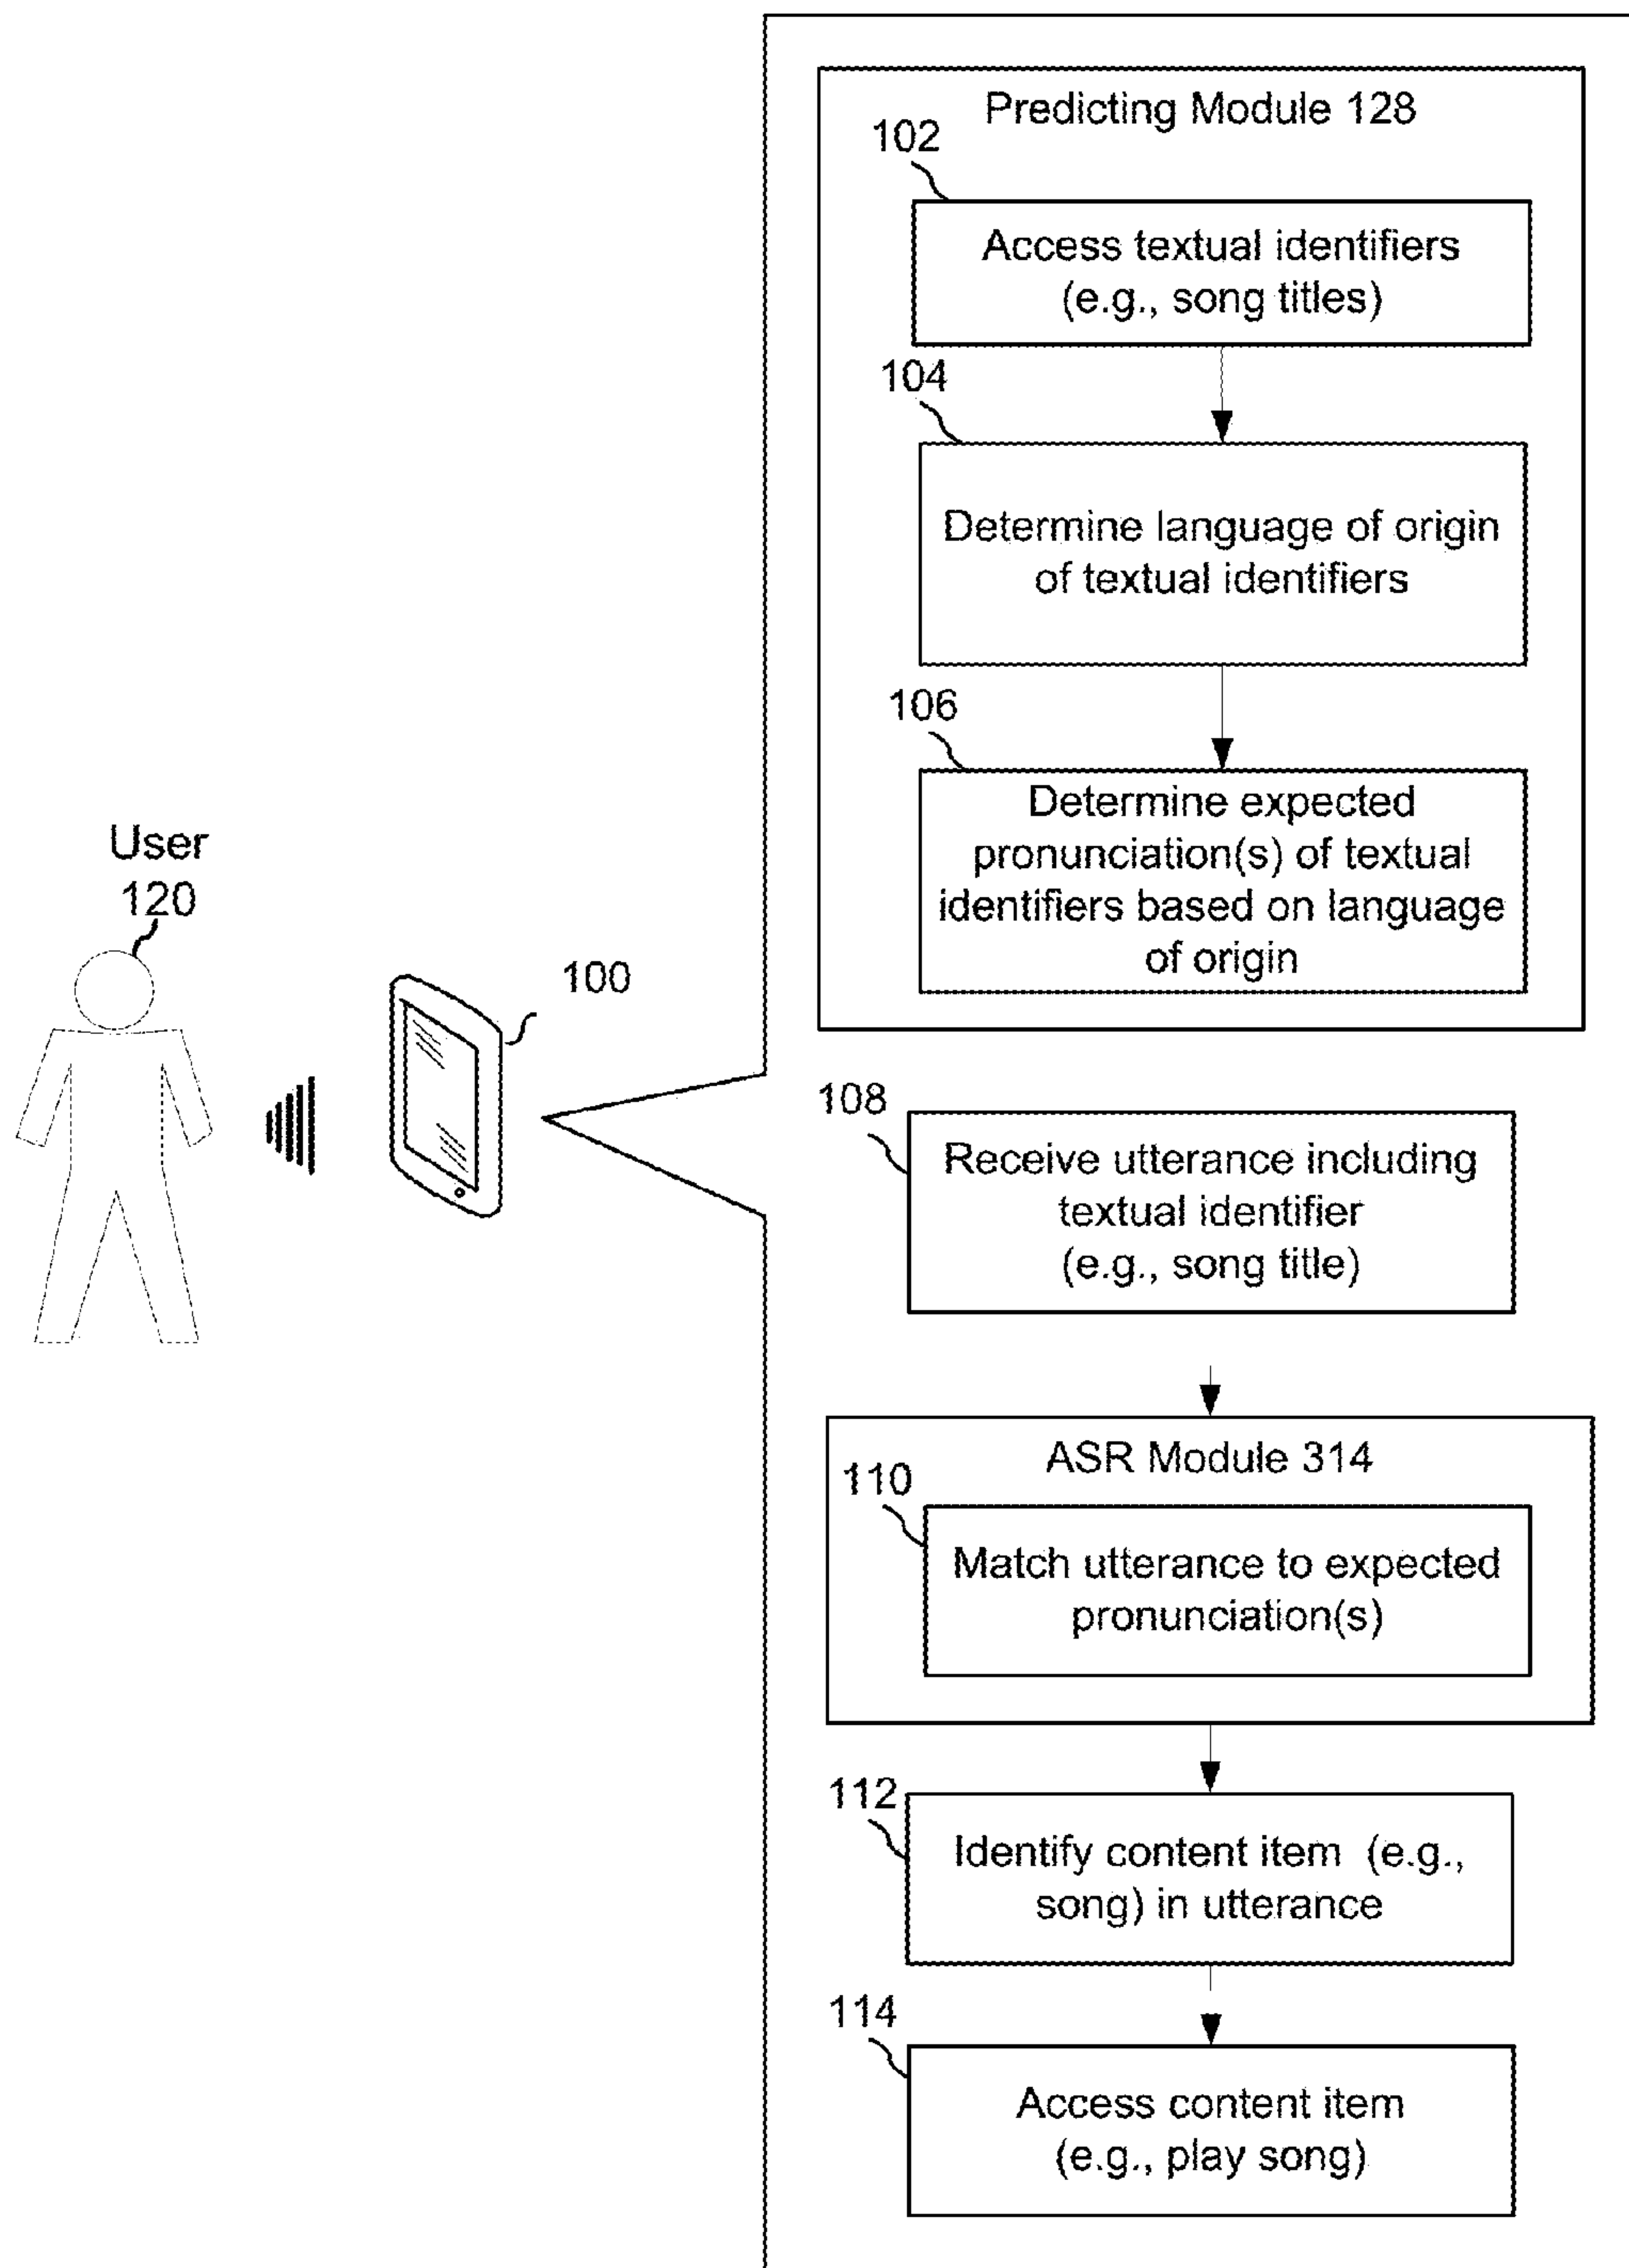 Predicting Module 128
102
Access textual identifiers
(e.g., song titles)
104
Determine language of origin
of textual identifiers
106
Determine expected
pronunciation(s) of textual
identifiers based on language
of origin
User
120
100
108
Receive utterance including
textual identifier
(e.g., song title)
ASR Module 314
110
Match utterance to expected
pronunciation(s)
112
Identify content item (e.g.,
song) in utterance
114
Access content item
(e.g., play song)